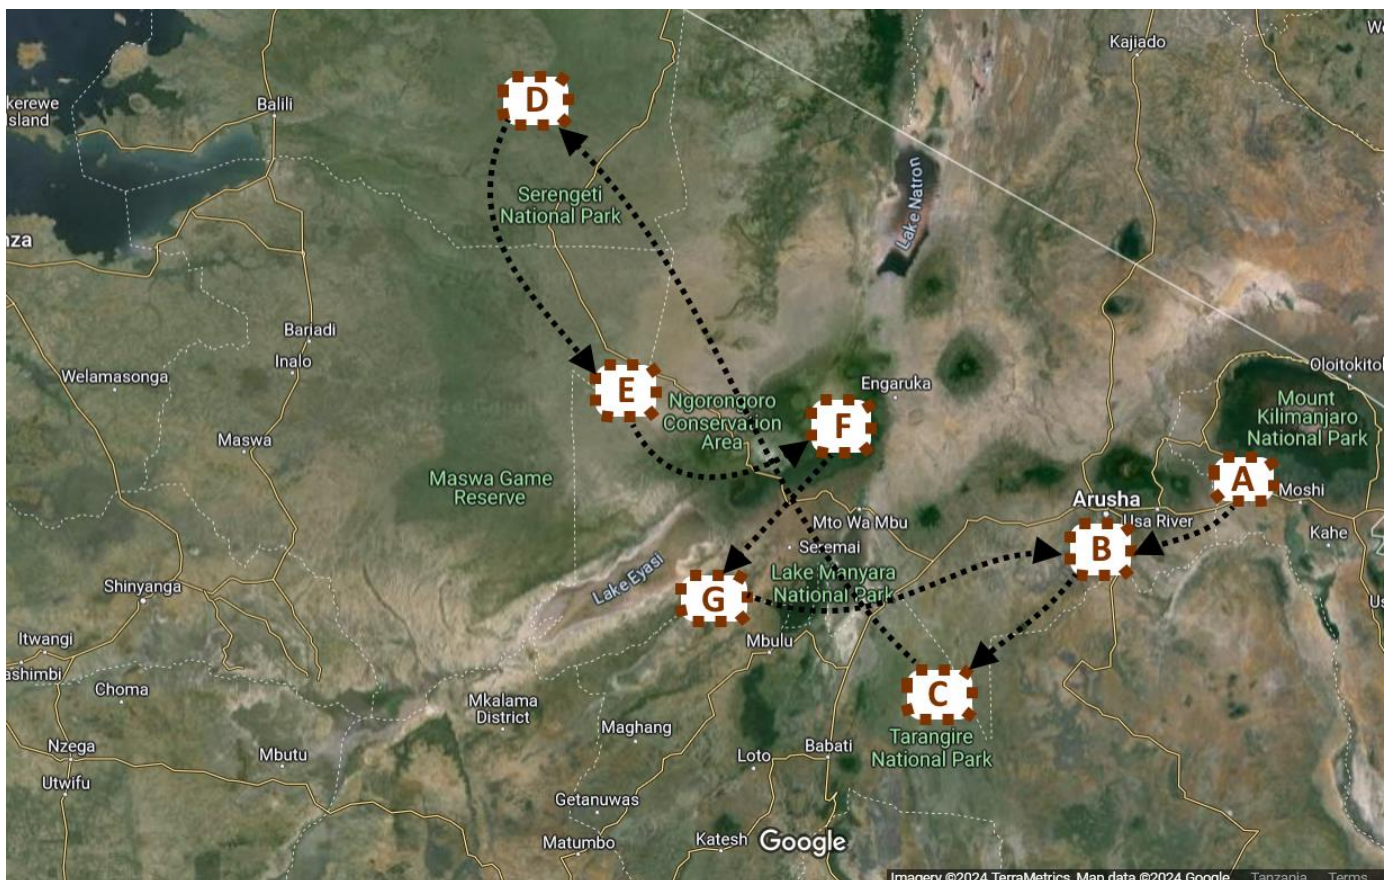 Kajiado
kerewe
sland
Balili
D
Serengeti
National Park
Lake Natron
nza
Bariadi
Inalo
Welamasonga
E
Ngorongoro
Conservation
Area
F
Engaruka
Oloitokitok
Mount
Kilimanjaro
National Park
Maswa
Maswa Game
Reserve
A
Moshi
Arusha
Usa River
Kahe
Mto Wa Mbu
Seremai
B
Lake Eyasi
Lake Manyara
National Park
G
Shinyanga
Mbulu
Itwangi
ashimbi
Choma
C
Mkalama
District
Maghang
Tarangire
National Park
Nzega
Mbutu
Loto
Babati
Utwifu
Getanuwas
Matumbo
Katesh
Google
Imagery ©2024 TerraMetrics, Map data ©2024 Google
Tanzania
Terms